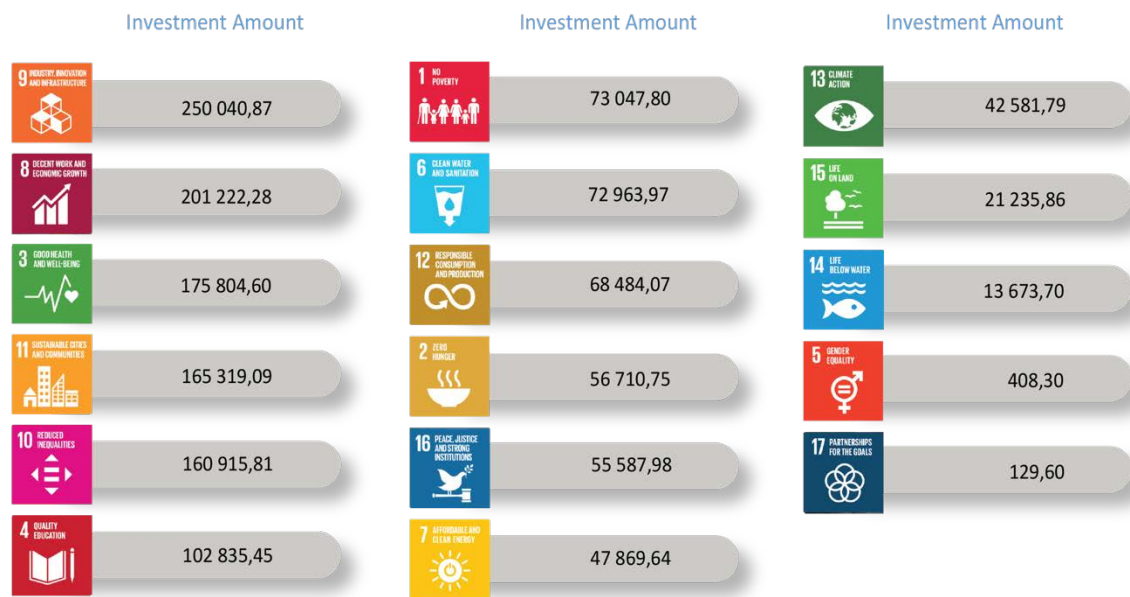 Investment Amount
9 INDUSTRY, INNOVATION
AND INFRASTRUCTURE
250 040,87
8 DECENT WORK AND
ECONOMIC GROWTH
201 222,28
3 GOOD HEALTH
AND WELL-BEING
175 804,60
11 SUSTAINABLE CITIES
AND COMMUNITIES
165 319,09
10 REDUCED
INEQUALITIES
160 915,81
4 QUALITY
EDUCATION
102 835,45
Investment Amount
1 NO
POVERTY
73 047,80
6 CLEAN WATER
AND SANITATION
72 963,97
12 RESPONSIBLE
CONSUMPTION
AND PRODUCTION
68 484,07
2 ZERO
HUNGER
56 710,75
16 PEACE, JUSTICE
AND STRONG
INSTITUTIONS
55 587,98
7 AFFORDABLE AND
CLEAN ENERGY
47 869,64
Investment Amount
13 CLIMATE
ACTION
42 581,79
15 LIFE
ON LAND
21 235,86
14 LIFE
BELOW WATER
13 673,70
5 GENDER
EQUALITY
408,30
17 PARTNERSHIPS
FOR THE GOALS
129,60